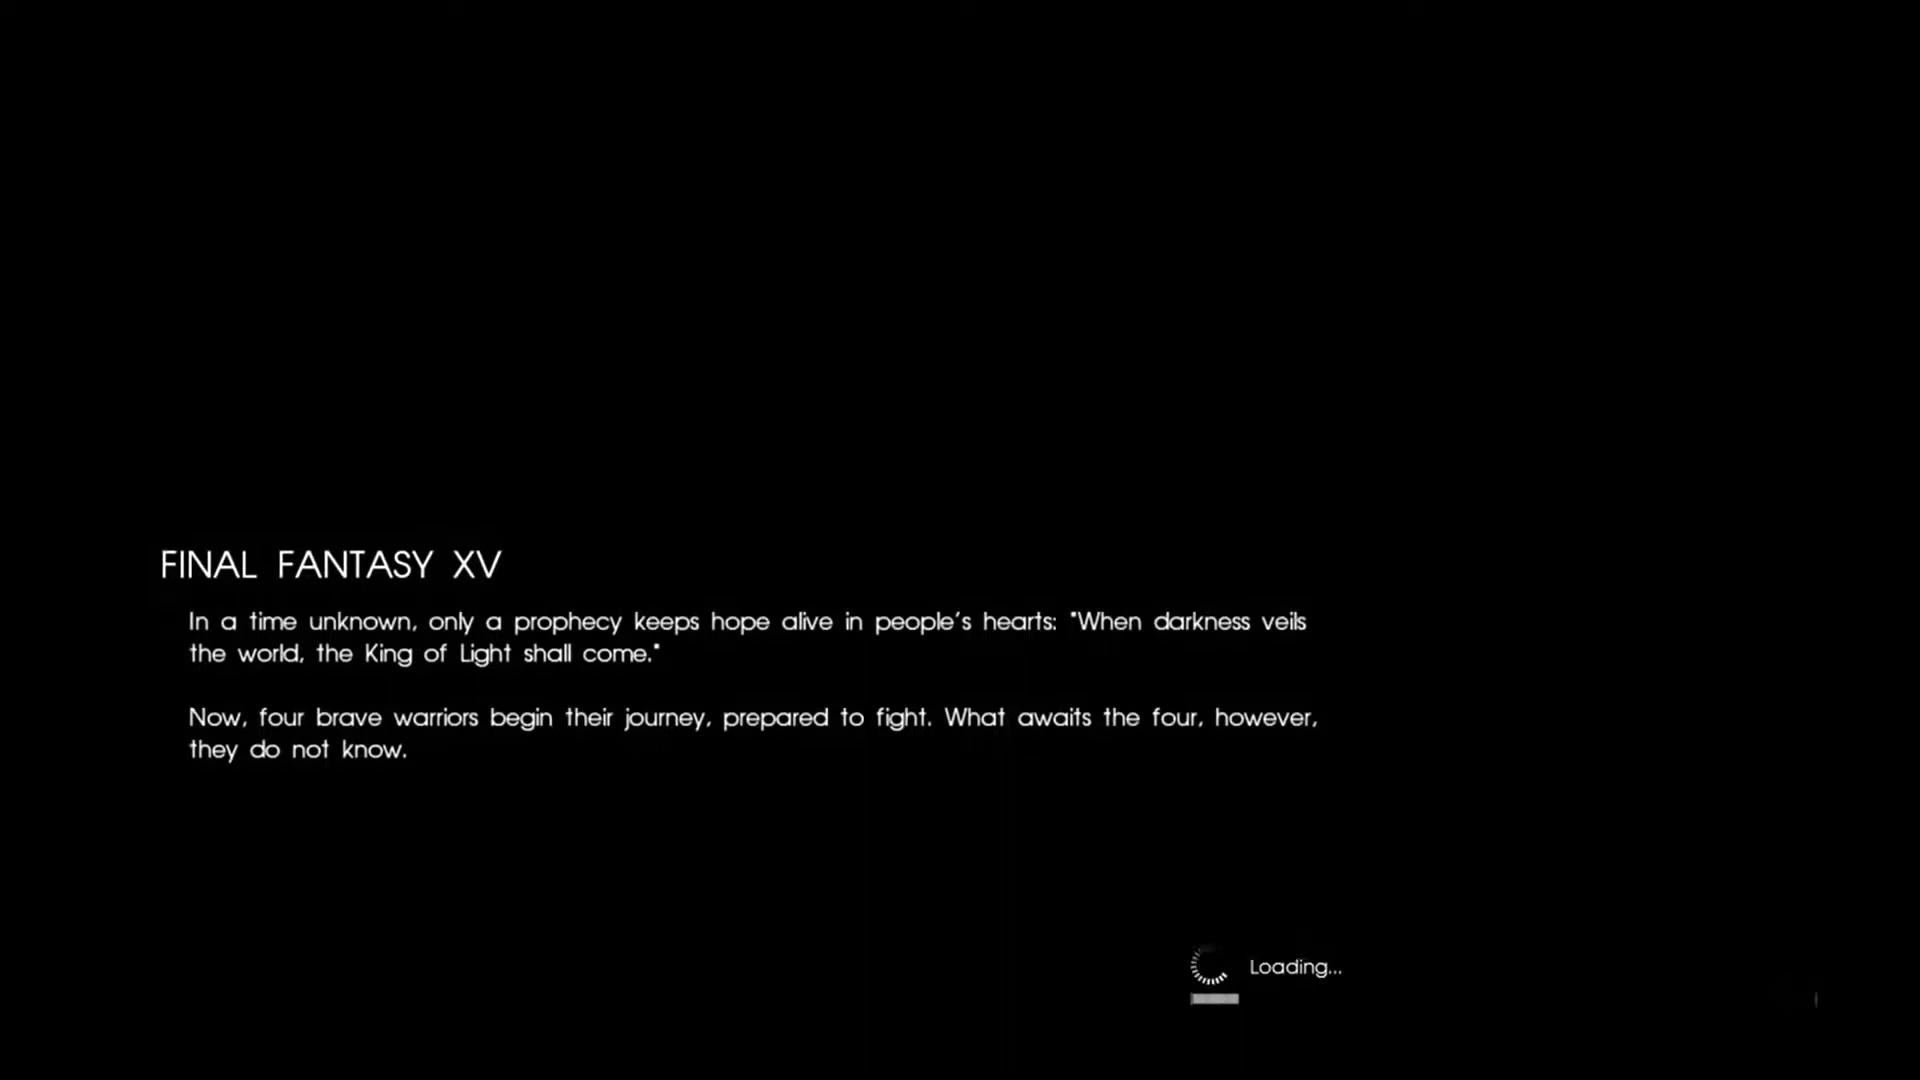 FINAL FANTASY XV
In a time unknown, only a prophecy keeps hope alive in people's hearts: "When darkness veils
the world, the King of Light shall come."
Now, four brave warriors begin their journey, prepared to fight. What awaits the four, however,
they do not know.
Loading...